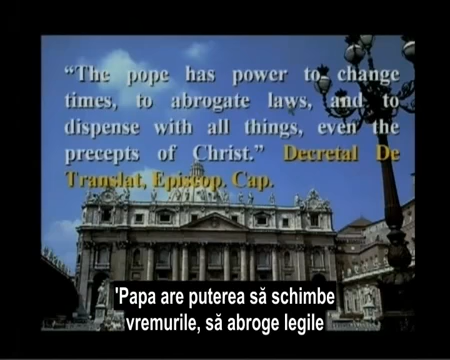 “The pope has power to change
times, to abrogate laws, and to
dispense with all things, even the
precepts of Christ.” Decretal De
Translat, Episcop. Cap.
'Papa are puterea să schimbe
vremurile, să abroge legile